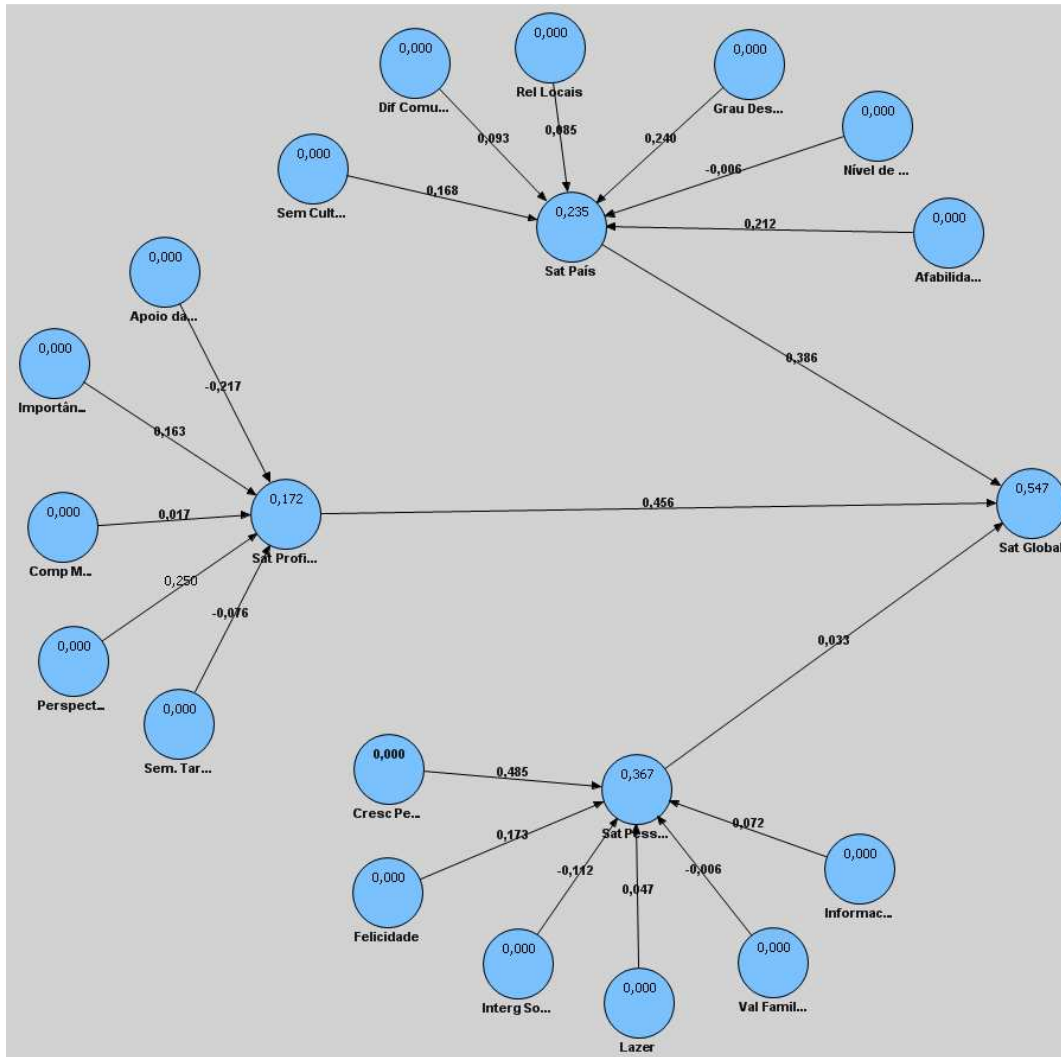 0,000
Rel Locais
0,000
Dif Comu...
0,000
Grau Des...
0,000
Nível de ...
0,000
Sem Cult...
0,000
Afabilida...
0,093
0,085
0,240
-0,006
0,168
0,212
0,235
Sat País
0,000
Apoio da...
0,000
Importân...
0,000
Comp M...
0,000
Perspect...
0,000
Sem. Tar...
-0,217
0,163
0,017
0,250
-0,076
0,172
Sat Profi...
0,386
0,456
0,033
0,547
Sat Global
0,000
Cresc Pe...
0,000
Felicidade
0,000
Interg So...
0,000
Lazer
0,000
Val Famil...
0,000
Informac...
0,485
0,173
-0,112
0,047
-0,006
0,072
0,367
Sat Pess...